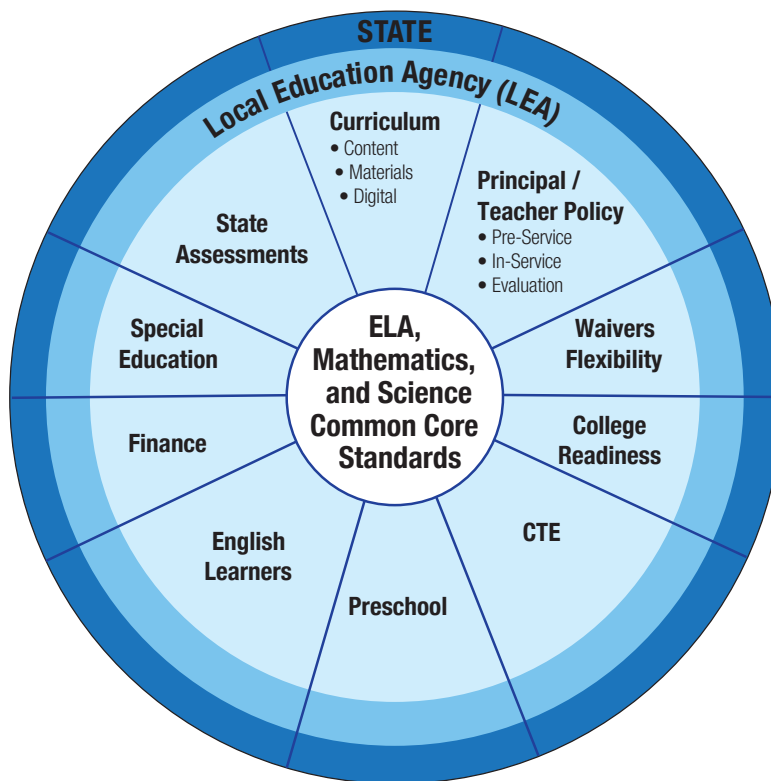 STATE
Local Education Agency (LEA)
Curriculum
• Content
• Materials
• Digital
Principal /
Teacher Policy
• Pre-Service
• In-Service
• Evaluation
State
Assessments
Special
Education
Waivers
Flexibility
ELA,
Mathematics,
and Science
Common Core
Standards
Finance
College
Readiness
English
Learners
CTE
Preschool